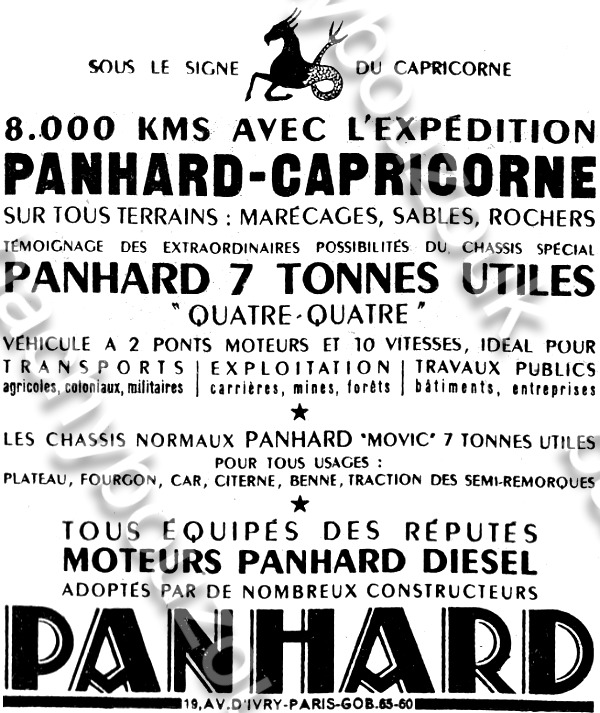 SOUS LE SIGNE DU CAPRICORNE
8.000 KMS AVEC L'EXPÉDITION
PANHARD-CAPRICORNE
SUR TOUS TERRAINS : MARÉCAGES, SABLES, ROCHERS
TÉMOIGNAGE DES EXTRAORDINAIRES POSSIBILITÉS DU CHASSIS SPÉCIAL
PANHARD 7 TONNES UTILES
"QUATRE-QUATRE"
VÉHICULE A 2 PONTS MOTEURS ET 10 VITESSES, IDÉAL POUR
TRANSPORTS
agricoles, coloniaux, militaires
EXPLOITATION
carrières, mines, forêts
TRAVAUX PUBLICS
bâtiments, entreprises
LES CHASSIS NORMAUX PANHARD "MOVIC" 7 TONNES UTILES
POUR TOUS USAGES :
PLATEAU, FOURGON, CAR, CITERNE, BENNE, TRACTION DES SEMI-REMORQUES
TOUS ÉQUIPÉS DES RÉPUTÉS
MOTEURS PANHARD DIESEL
ADOPTÉS PAR DE NOMBREUX CONSTRUCTEURS
PANHARD
19, AV. D'IVRY-PARIS-GOB. 65-60